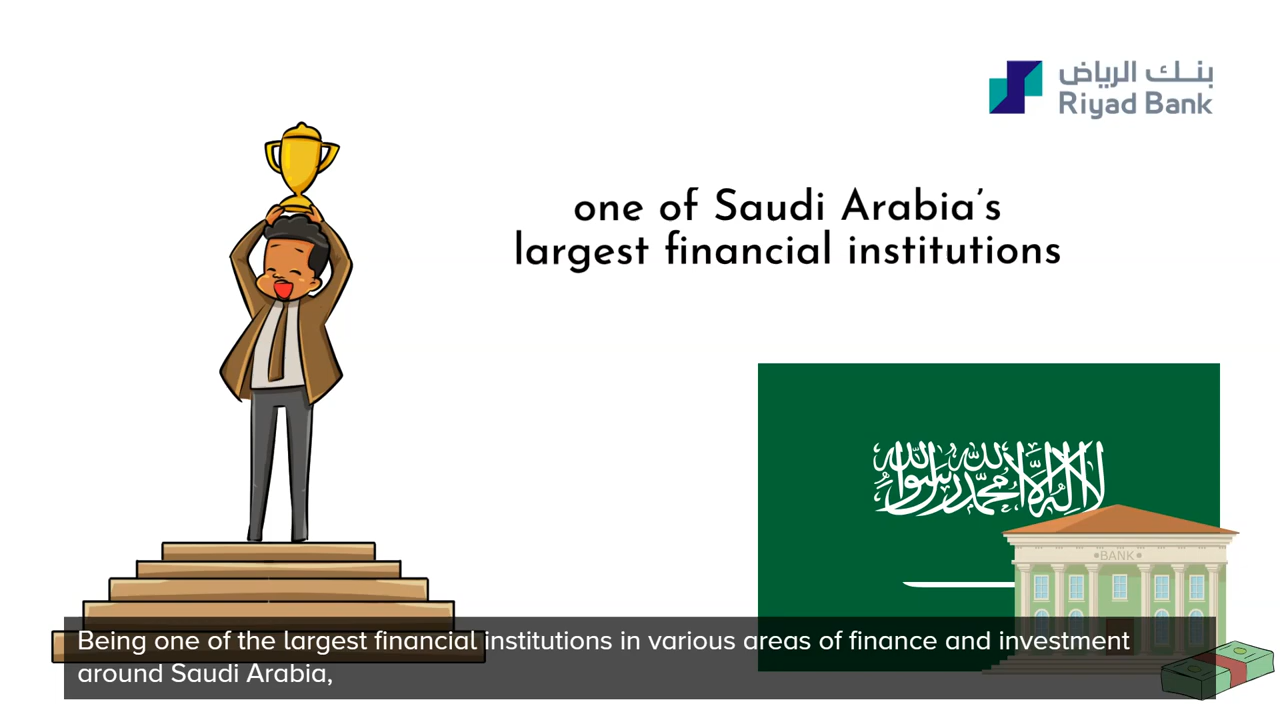 بنك الرياض
Riyad Bank
one of Saudi Arabia's
largest financial institutions
لا إله إلا الله محمد رسول الله
•BANK•
Being one of the largest financial institutions in various areas of finance and investment
around Saudi Arabia,